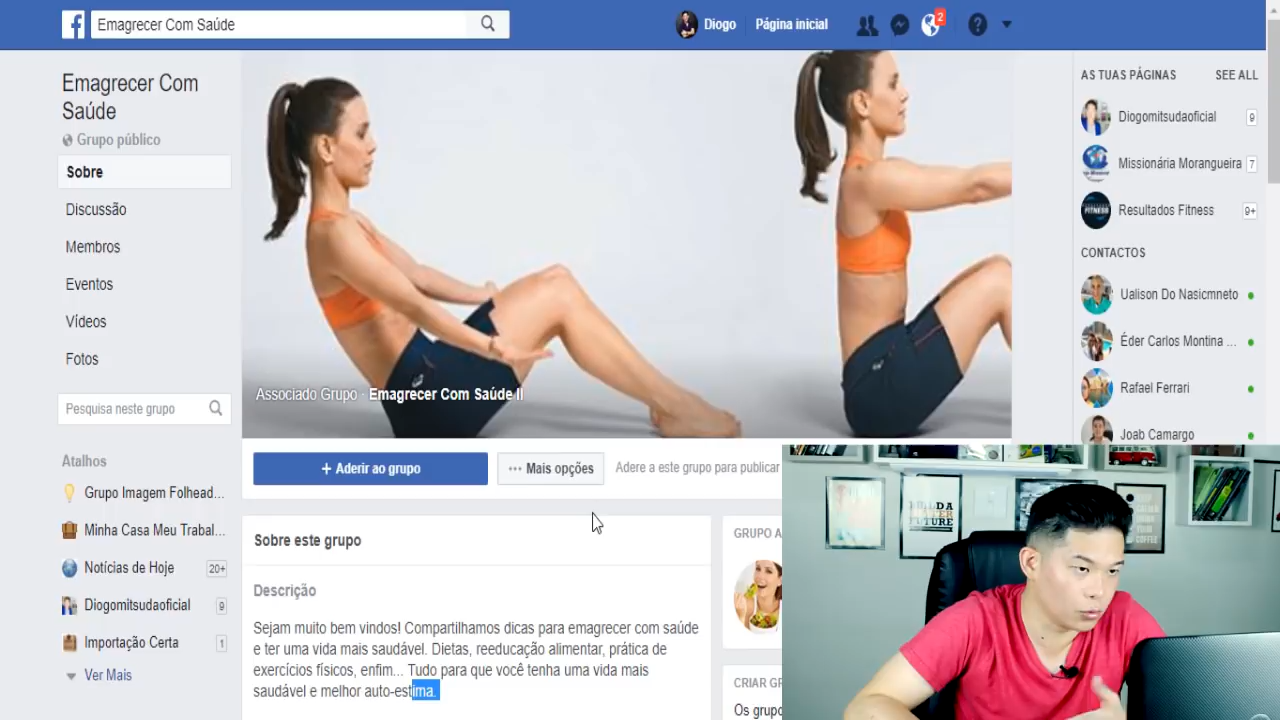 Emagrecer Com Saúde
Diogo
Página inicial
2
Emagrecer Com
Saúde
Grupo público
Sobre
Discussão
Membros
Eventos
Vídeos
Fotos
Pesquisa neste grupo
Atalhos
Grupo Imagem Folhead...
Minha Casa Meu Trabal...
Notícias de Hoje 20+
Diogomitsudaoficial 9
Importação Certa 1
Ver Mais
Associado Grupo · Emagrecer Com Saúde II
+ Aderir ao grupo
Mais opções
Adere a este grupo para publicar
Sobre este grupo
Descrição
Sejam muito bem vindos! Compartilhamos dicas para emagrecer com saúde
e ter uma vida mais saudável. Dietas, reeducação alimentar, prática de
exercícios físicos, enfim... Tudo para que você tenha uma vida mais
saudável e melhor auto-estima.
GRUPO A
CRIAR GR
Os grupo
AS TUAS PÁGINAS SEE ALL
Diogomitsudaoficial 9
Missionária Morangueira 7
Resultados Fitness 9+
CONTACTOS
Ualison Do Nasicmneto
Éder Carlos Montina ...
Rafael Ferrari
Joab Camargo
BUILD A
FUTURE